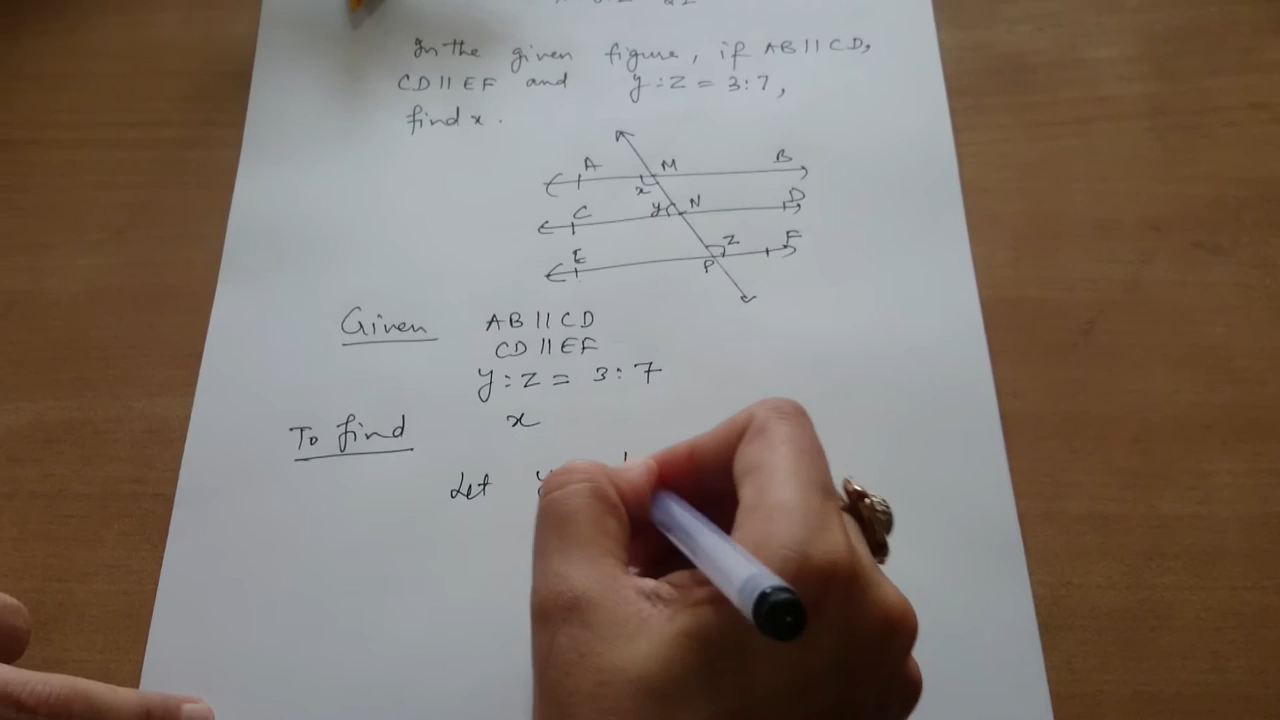 In the given figure, if AB || CD,
CD || EF and y : z = 3 : 7,
find x.
A M B
x
C y N D
E P z F
Given AB || CD
CD || EF
y : z = 3 : 7
To find x
Let y